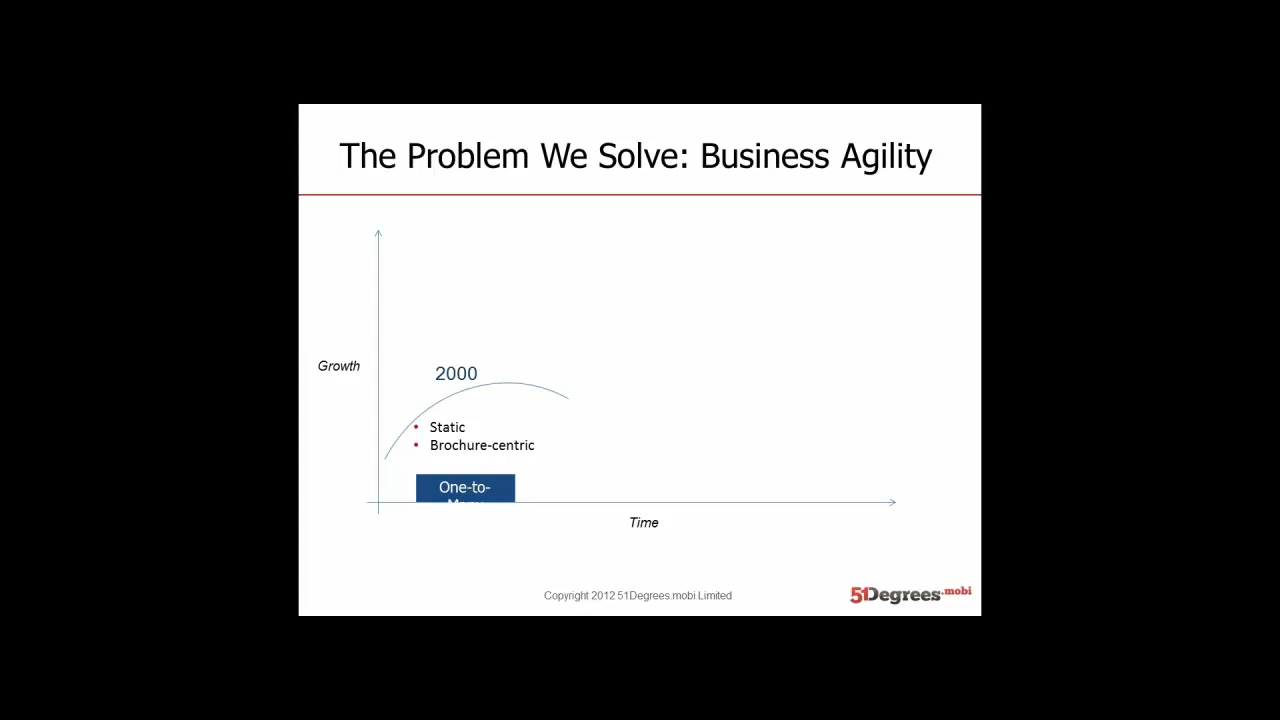 The Problem We Solve: Business Agility
Growth
2000
• Static
• Brochure-centric
One-to-
Time
Copyright 2012 51Degrees.mobi Limited
51Degrees.mobi